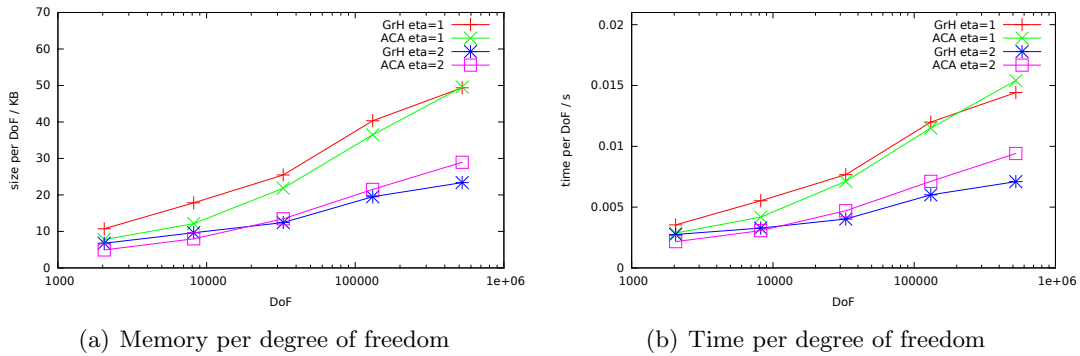 size per DoF / KB
70
60
50
40
30
20
10
0
GrH eta=1
ACA eta=1
GrH eta=2
ACA eta=2
1000
10000
100000
1e+06
DoF
(a) Memory per degree of freedom
time per DoF / s
0.02
0.015
0.01
0.005
0
GrH eta=1
ACA eta=1
GrH eta=2
ACA eta=2
1000
10000
100000
1e+06
DoF
(b) Time per degree of freedom